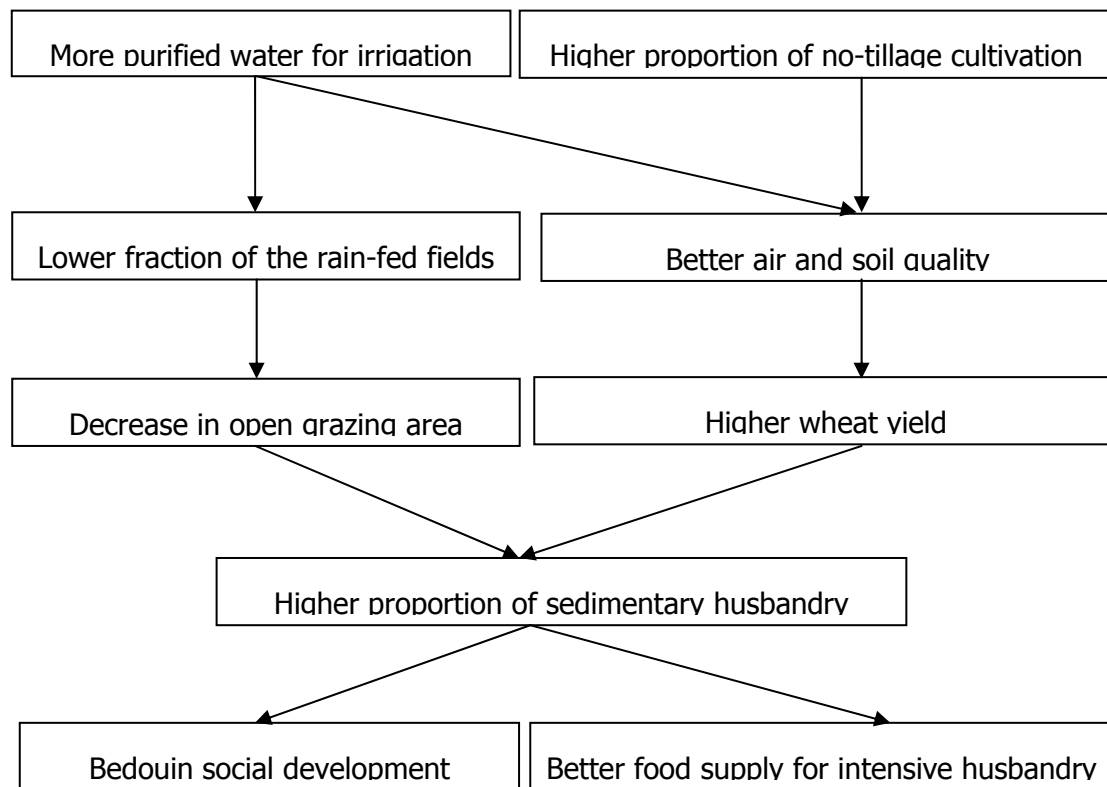 More purified water for irrigation
Higher proportion of no-tillage cultivation
Lower fraction of the rain-fed fields
Better air and soil quality
Decrease in open grazing area
Higher wheat yield
Higher proportion of sedimentary husbandry
Bedouin social development
Better food supply for intensive husbandry